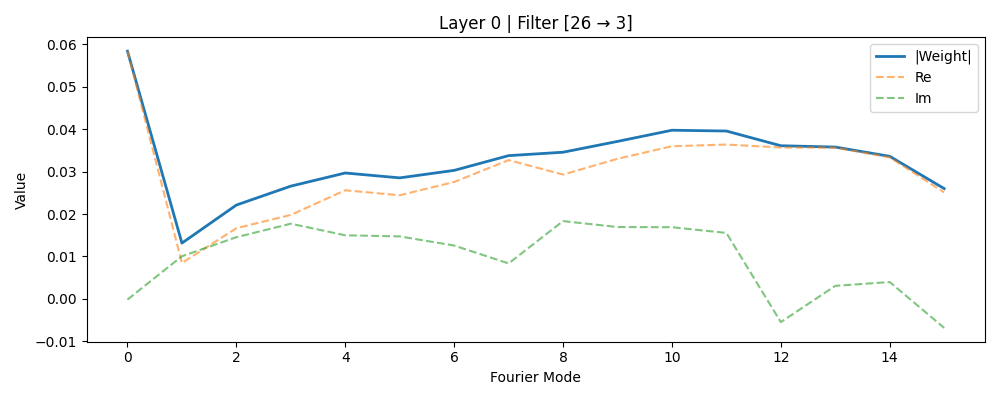 Layer 0 | Filter [26 → 3]
|Weight|
Re
Im
Value
0.06
0.05
0.04
0.03
0.02
0.01
0.00
−0.01
0 2 4 6 8 10 12 14
Fourier Mode